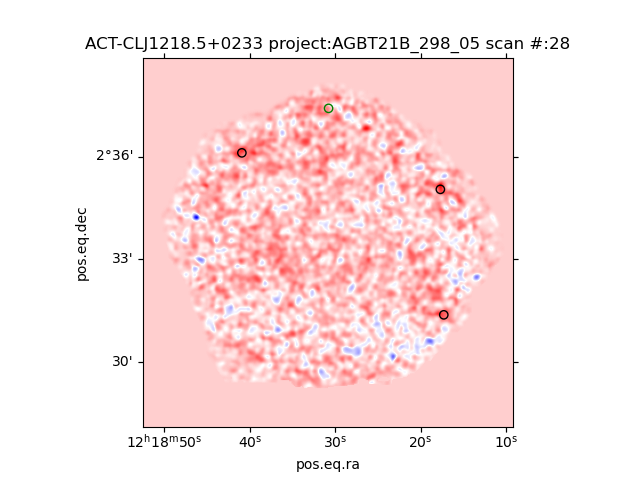 ACT-CLJ1218.5+0233 project:AGBT21B_298_05 scan #:28
2°36'
33'
30'
pos.eq.dec
12ʰ18ᵐ50ˢ 40ˢ 30ˢ 20ˢ 10ˢ
pos.eq.ra